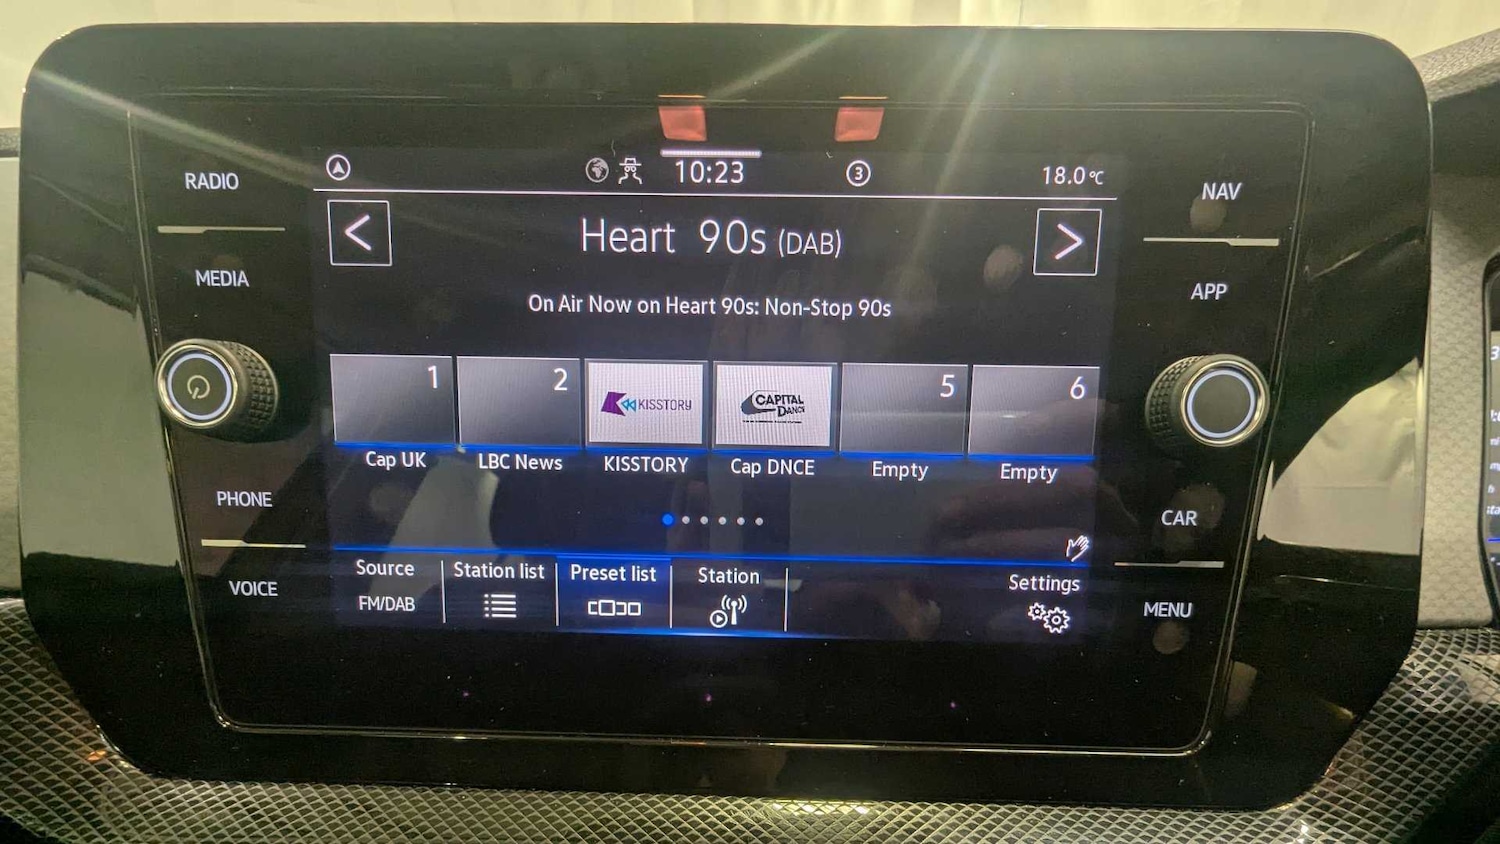 RADIO
MEDIA
PHONE
VOICE
10:23
3
18.0°C
<
Heart 90s (DAB)
>
On Air Now on Heart 90s: Non-Stop 90s
1
2
KISSTORY
CAPITAL
DANCE
5
6
Cap UK
LBC News
KISSTORY
Cap DNCE
Empty
Empty
Source
FM/DAB
Station list
Preset list
Station
Settings
NAV
APP
CAR
MENU